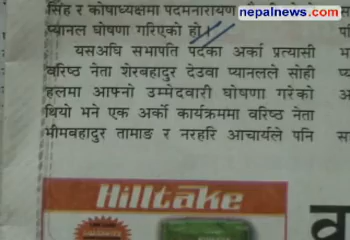 nepalnews.com
सिंह र कोषाध्यक्षमा पदमनारायण
प्यानल घोषणा गरिएको हो।
यसअघि सभापति पदका अर्का प्रत्यासी
वरिष्ठ नेता शेरबहादुर देउवा प्यानलले सोही
हलमा आफ्नो उम्मेदवारी घोषणा गरेको
थियो भने एक अर्को कार्यक्रममा वरिष्ठ नेता
भीमबहादुर तामाङ र नरहरि आचार्यले पनि
Hilltake